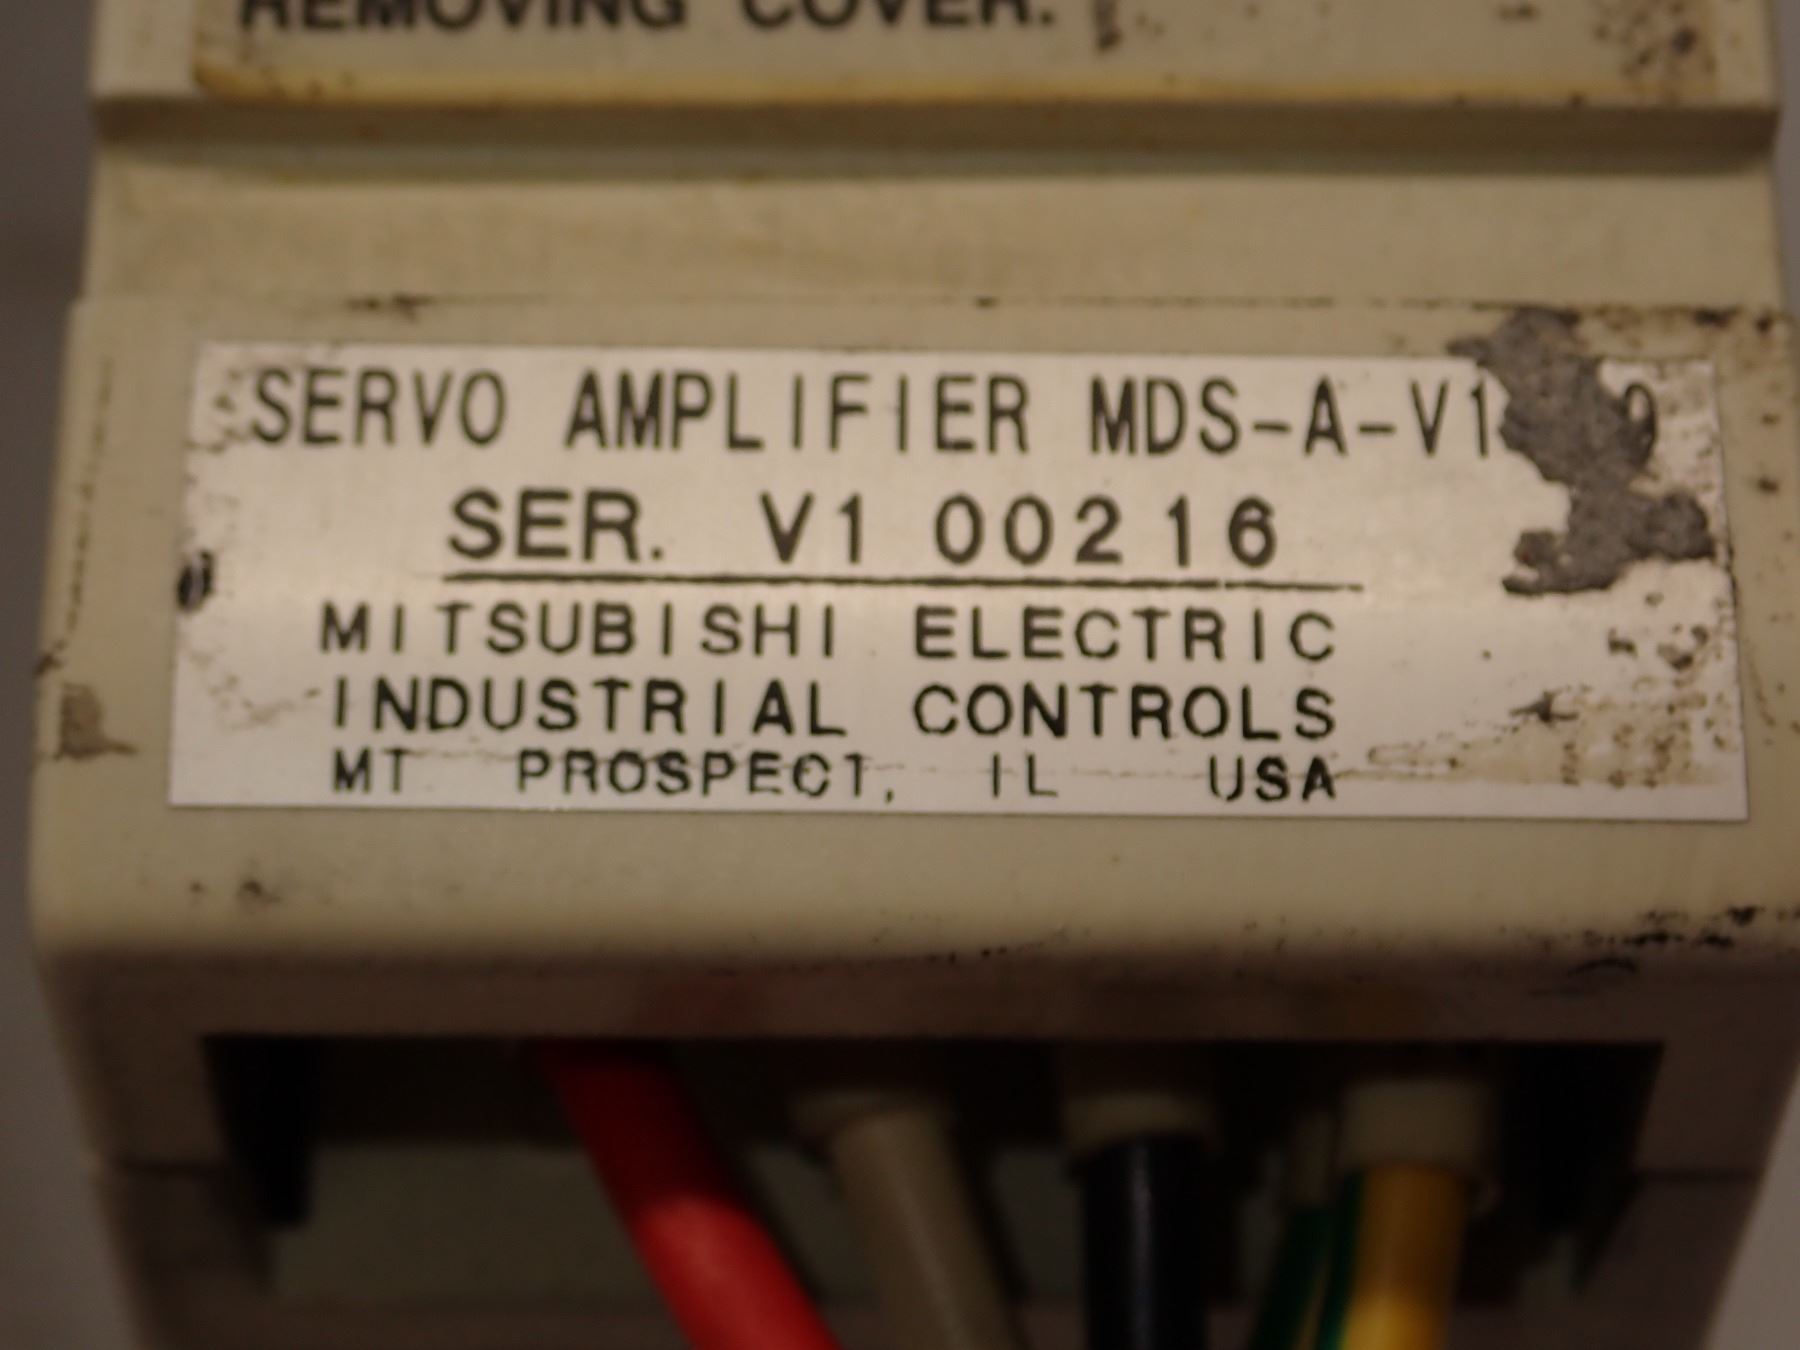 REMOVING COVER.
SERVO AMPLIFIER MDS-A-V1
SER. V1 00216
MITSUBISHI ELECTRIC
INDUSTRIAL CONTROLS
MT PROSPECT, IL USA